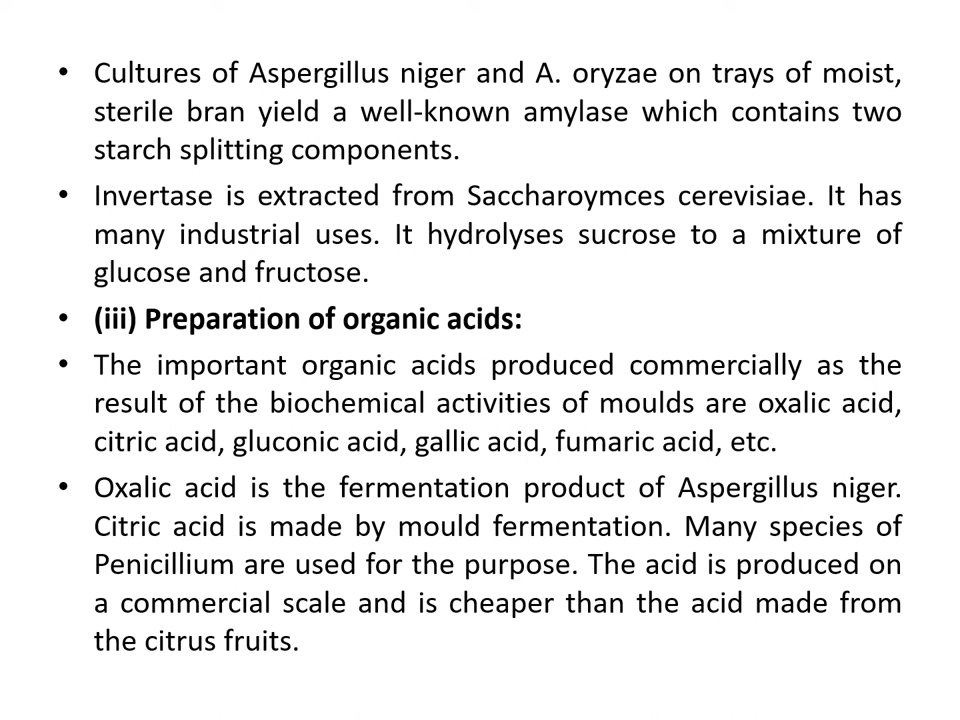 • Cultures of Aspergillus niger and A. oryzae on trays of moist,
sterile bran yield a well-known amylase which contains two
starch splitting components.
• Invertase is extracted from Saccharoymces cerevisiae. It has
many industrial uses. It hydrolyses sucrose to a mixture of
glucose and fructose.
• (iii) Preparation of organic acids:
• The important organic acids produced commercially as the
result of the biochemical activities of moulds are oxalic acid,
citric acid, gluconic acid, gallic acid, fumaric acid, etc.
• Oxalic acid is the fermentation product of Aspergillus niger.
Citric acid is made by mould fermentation. Many species of
Penicillium are used for the purpose. The acid is produced on
a commercial scale and is cheaper than the acid made from
the citrus fruits.